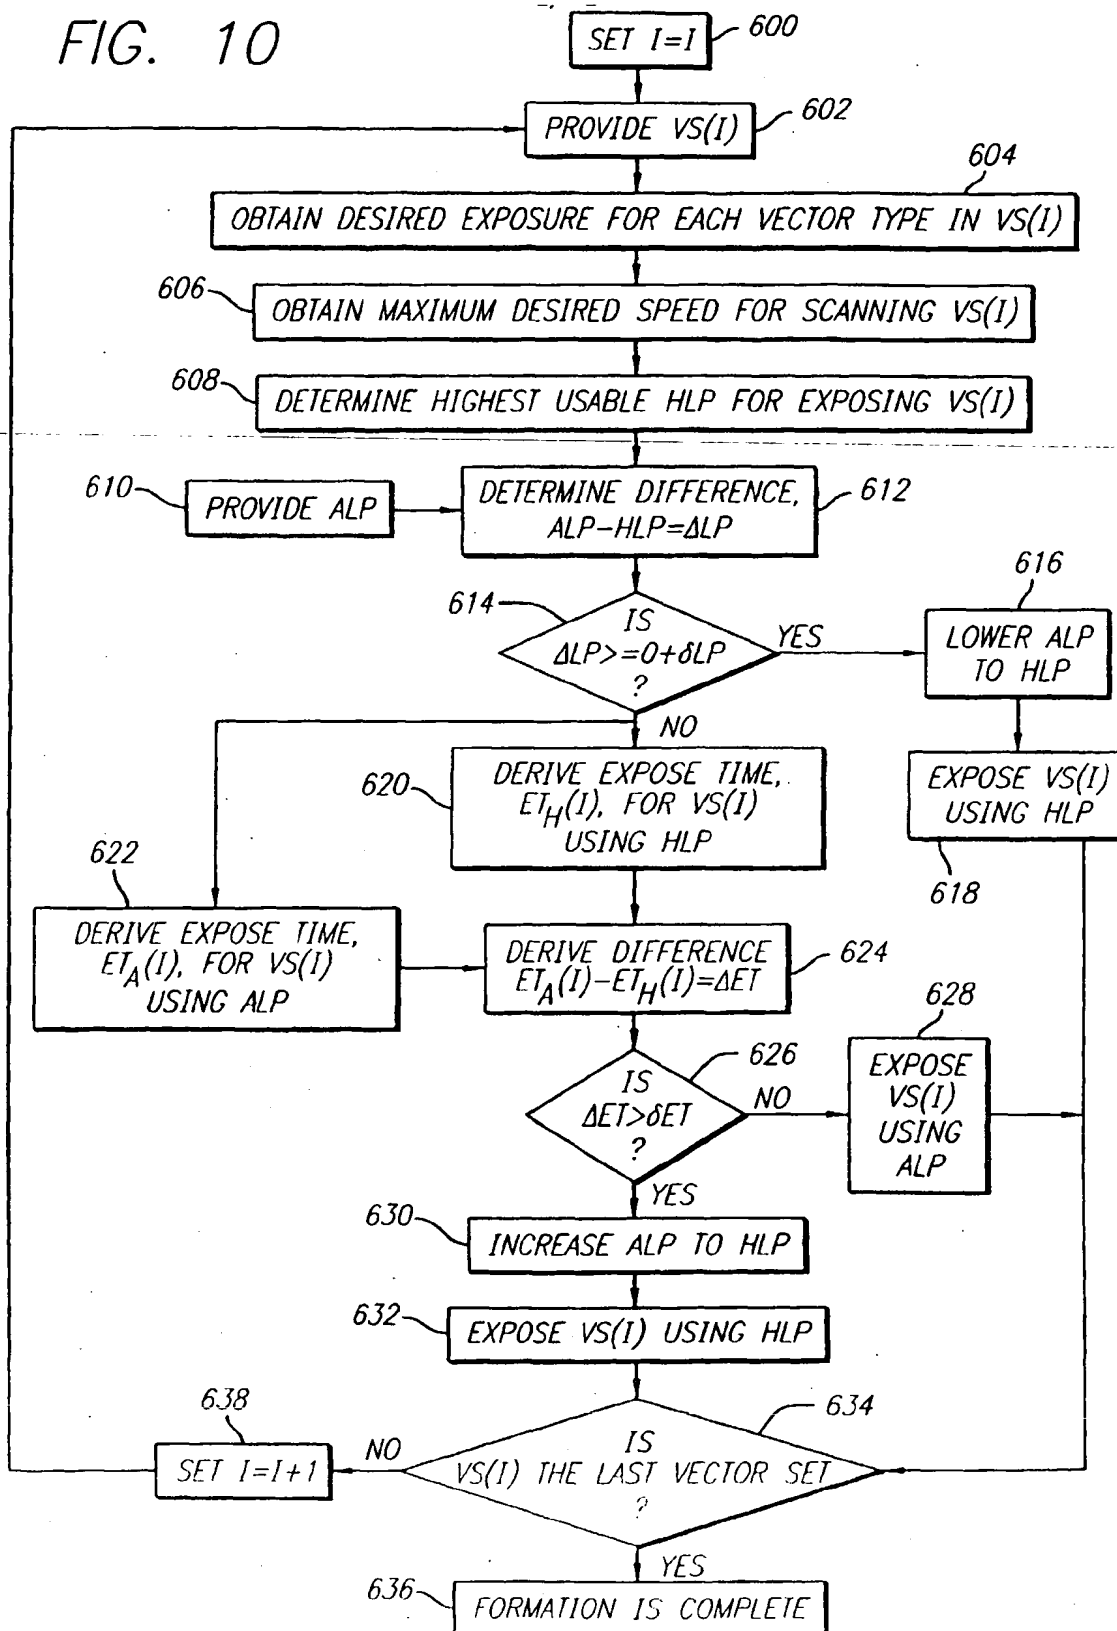 FIG. 10
SET I=I
600
PROVIDE VS(I)
602
604
OBTAIN DESIRED EXPOSURE FOR EACH VECTOR TYPE IN VS(I)
606
OBTAIN MAXIMUM DESIRED SPEED FOR SCANNING VS(I)
608
DETERMINE HIGHEST USABLE HLP FOR EXPOSING VS(I)
610
PROVIDE ALP
DETERMINE DIFFERENCE,
ALP-HLP=ΔLP
612
614
IS
ΔLP>=0+δLP
?
YES
616
LOWER ALP
TO HLP
NO
EXPOSE VS(I)
USING HLP
618
620
DERIVE EXPOSE TIME,
ET_H(I), FOR VS(I)
USING HLP
622
DERIVE EXPOSE TIME,
ET_A(I), FOR VS(I)
USING ALP
DERIVE DIFFERENCE
ET_A(I)-ET_H(I)=ΔET
624
626
IS
ΔET>δET
?
NO
628
EXPOSE
VS(I)
USING
ALP
YES
630
INCREASE ALP TO HLP
632
EXPOSE VS(I) USING HLP
634
IS
VS(I) THE LAST VECTOR SET
?
NO
638
SET I=I+1
YES
636
FORMATION IS COMPLETE